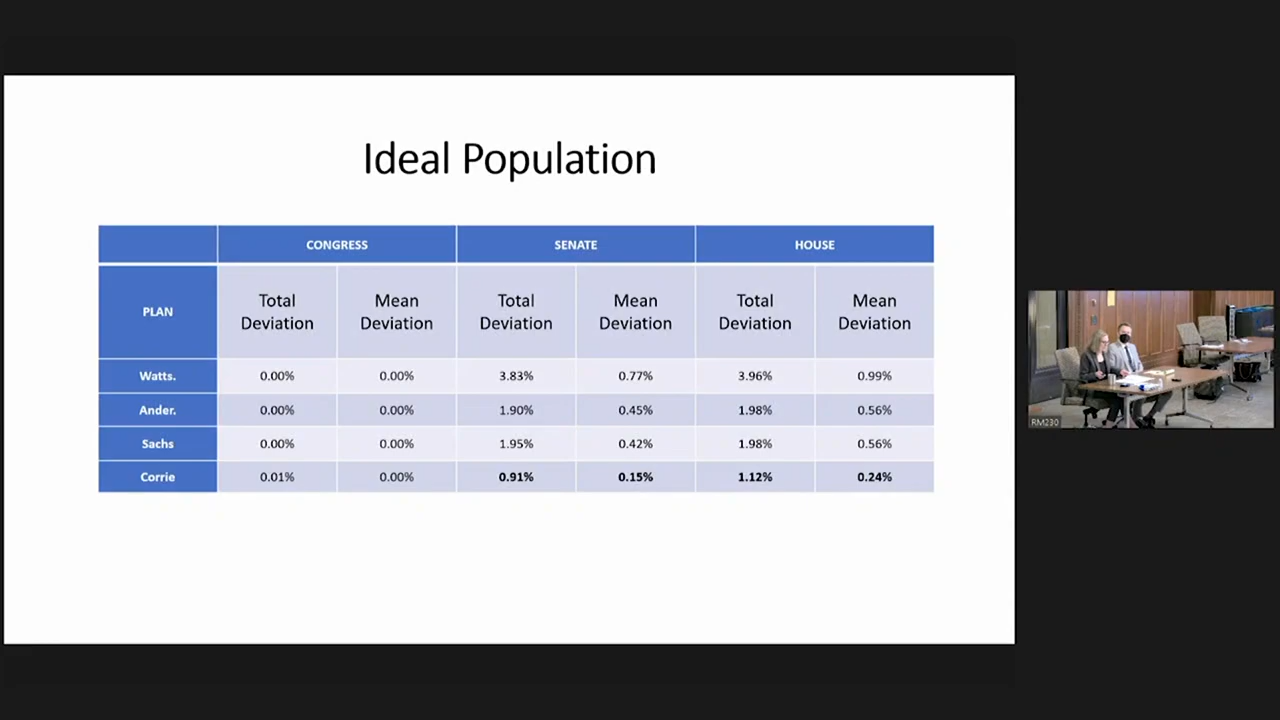 Ideal Population
CONGRESS SENATE HOUSE
PLAN Total Deviation Mean Deviation Total Deviation Mean Deviation Total Deviation Mean Deviation
Watts. 0.00% 0.00% 3.83% 0.77% 3.96% 0.99%
Ander. 0.00% 0.00% 1.90% 0.45% 1.98% 0.56%
Sachs 0.00% 0.00% 1.95% 0.42% 1.98% 0.56%
Corrie 0.01% 0.00% 0.91% 0.15% 1.12% 0.24%
RM230